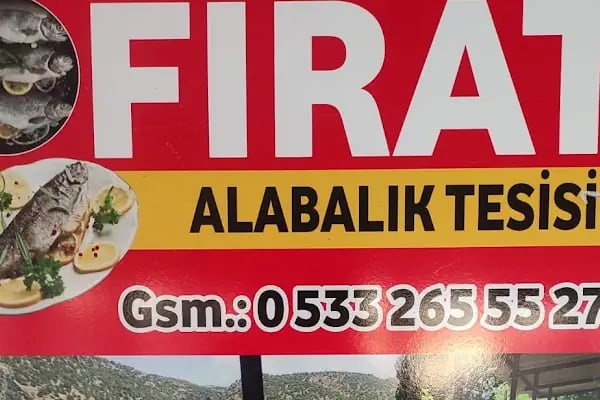 FIRAT
ALABALIK TESİSİ
Gsm.: 0 533 265 55 27